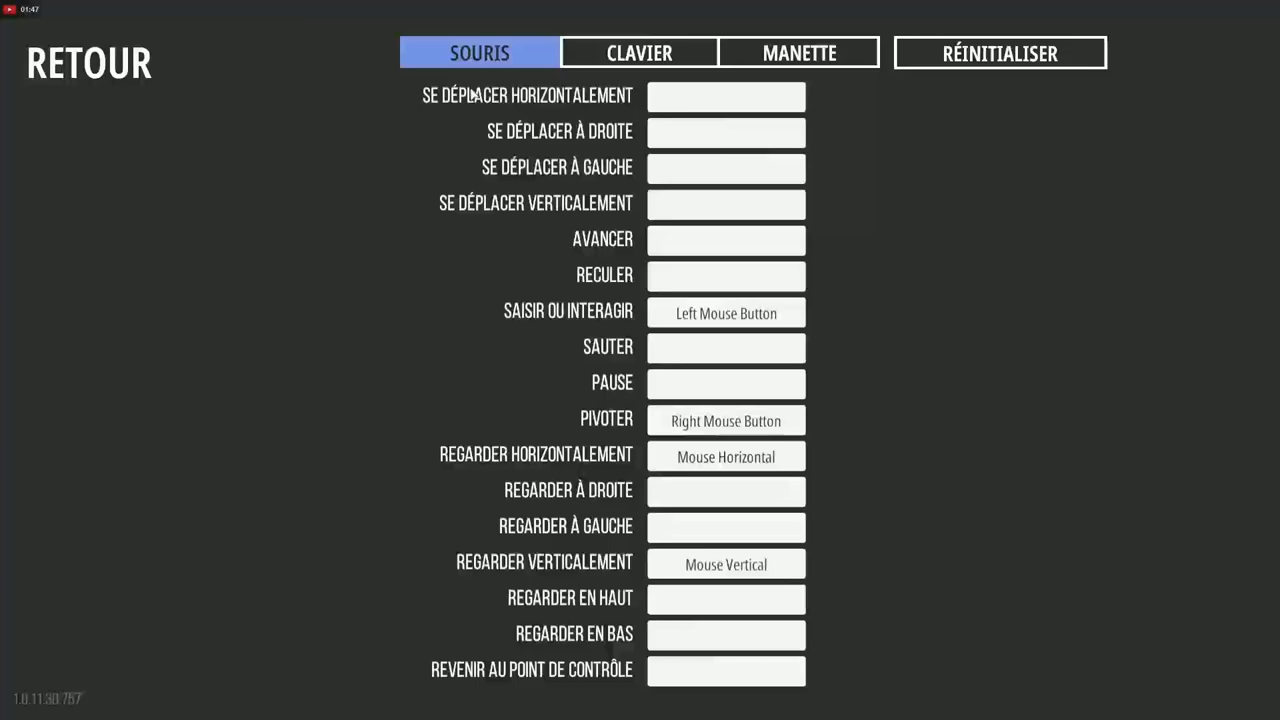 01:47
RETOUR
SOURIS CLAVIER MANETTE RÉINITIALISER
SE DÉPLACER HORIZONTALEMENT
SE DÉPLACER À DROITE
SE DÉPLACER À GAUCHE
SE DÉPLACER VERTICALEMENT
AVANCER
RECULER
SAISIR OU INTERAGIR Left Mouse Button
SAUTER
PAUSE
PIVOTER Right Mouse Button
REGARDER HORIZONTALEMENT Mouse Horizontal
REGARDER À DROITE
REGARDER À GAUCHE
REGARDER VERTICALEMENT Mouse Vertical
REGARDER EN HAUT
REGARDER EN BAS
REVENIR AU POINT DE CONTRÔLE